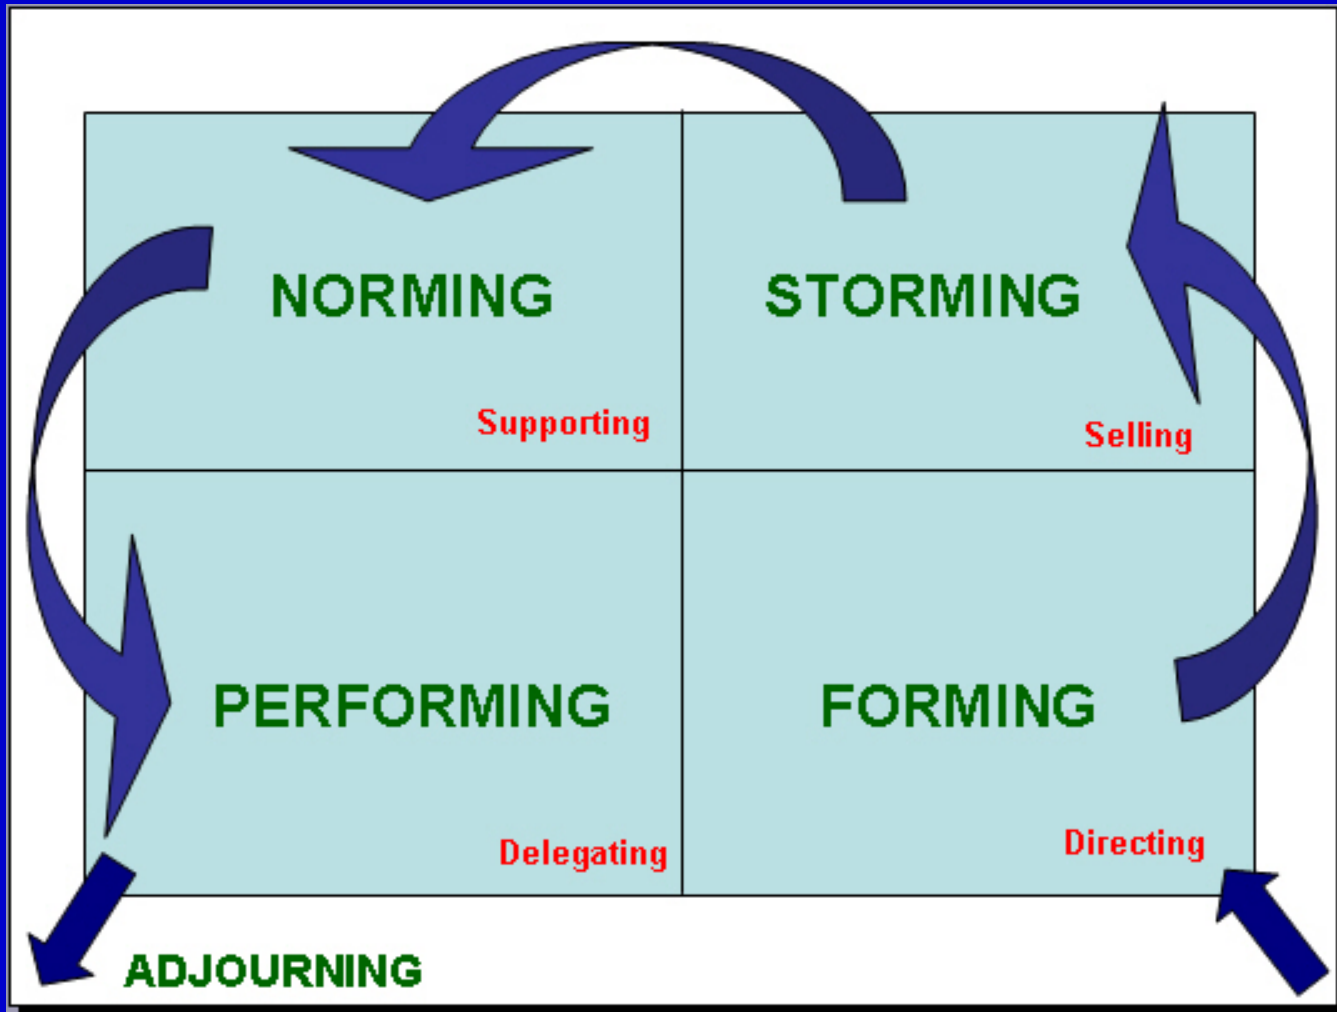 NORMING
STORMING
Supporting
Selling
PERFORMING
FORMING
Delegating
Directing
ADJOURNING